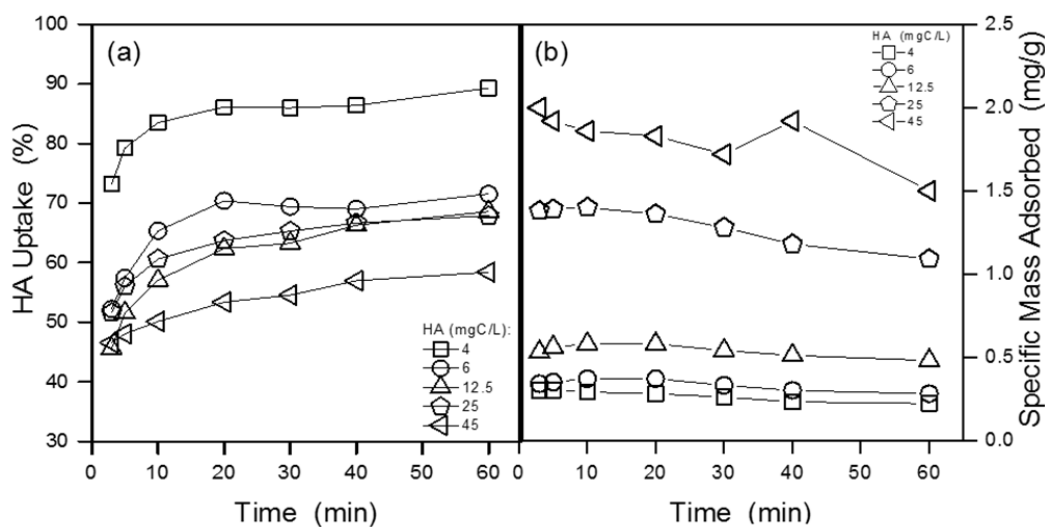 100
90
80
70
60
50
40
30
HA Uptake (%)
(a)
HA (mgC/L):
4
6
12.5
25
45
0 10 20 30 40 50 60
Time (min)
(b)
HA (mgC/L)
4
6
12.5
25
45
0 10 20 30 40 50 60
Time (min)
2.5
2.0
1.5
1.0
0.5
0.0
Specific Mass Adsorbed (mg/g)